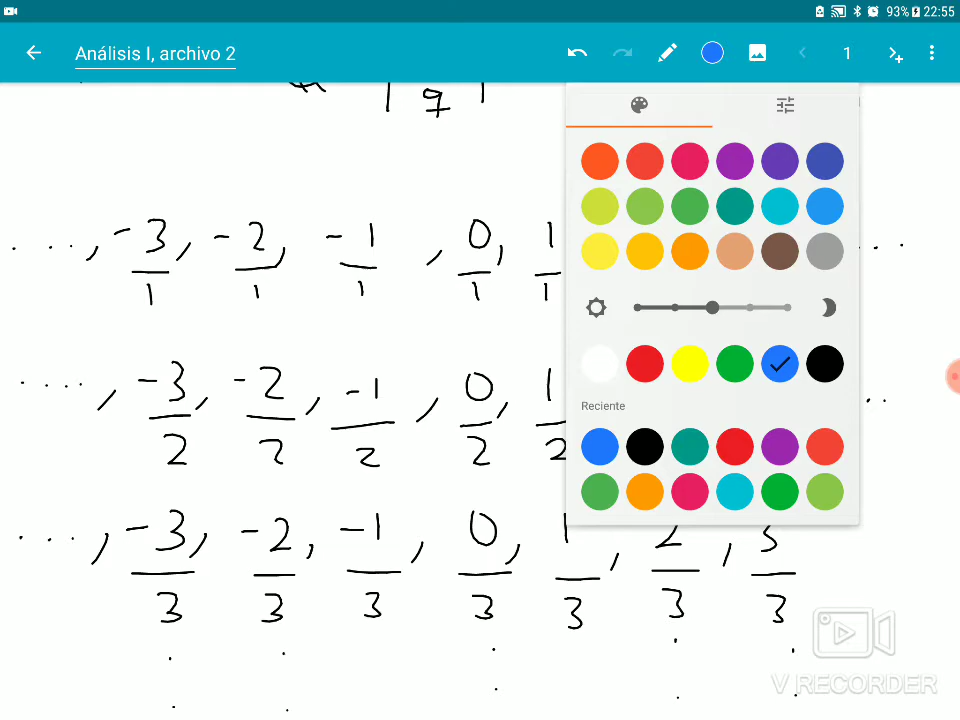 93% 22:55
Análisis I, archivo 2
1
q
..., -3/1, -2/1, -1/1, 0/1, 1/1 ...
Reciente
...., -3/2, -2/2, -1/2, 0/2, 1/2 ..
..., -3/3, -2/3, -1/3, 0/3, 1/3, 2/3, 3/3
V RECORDER